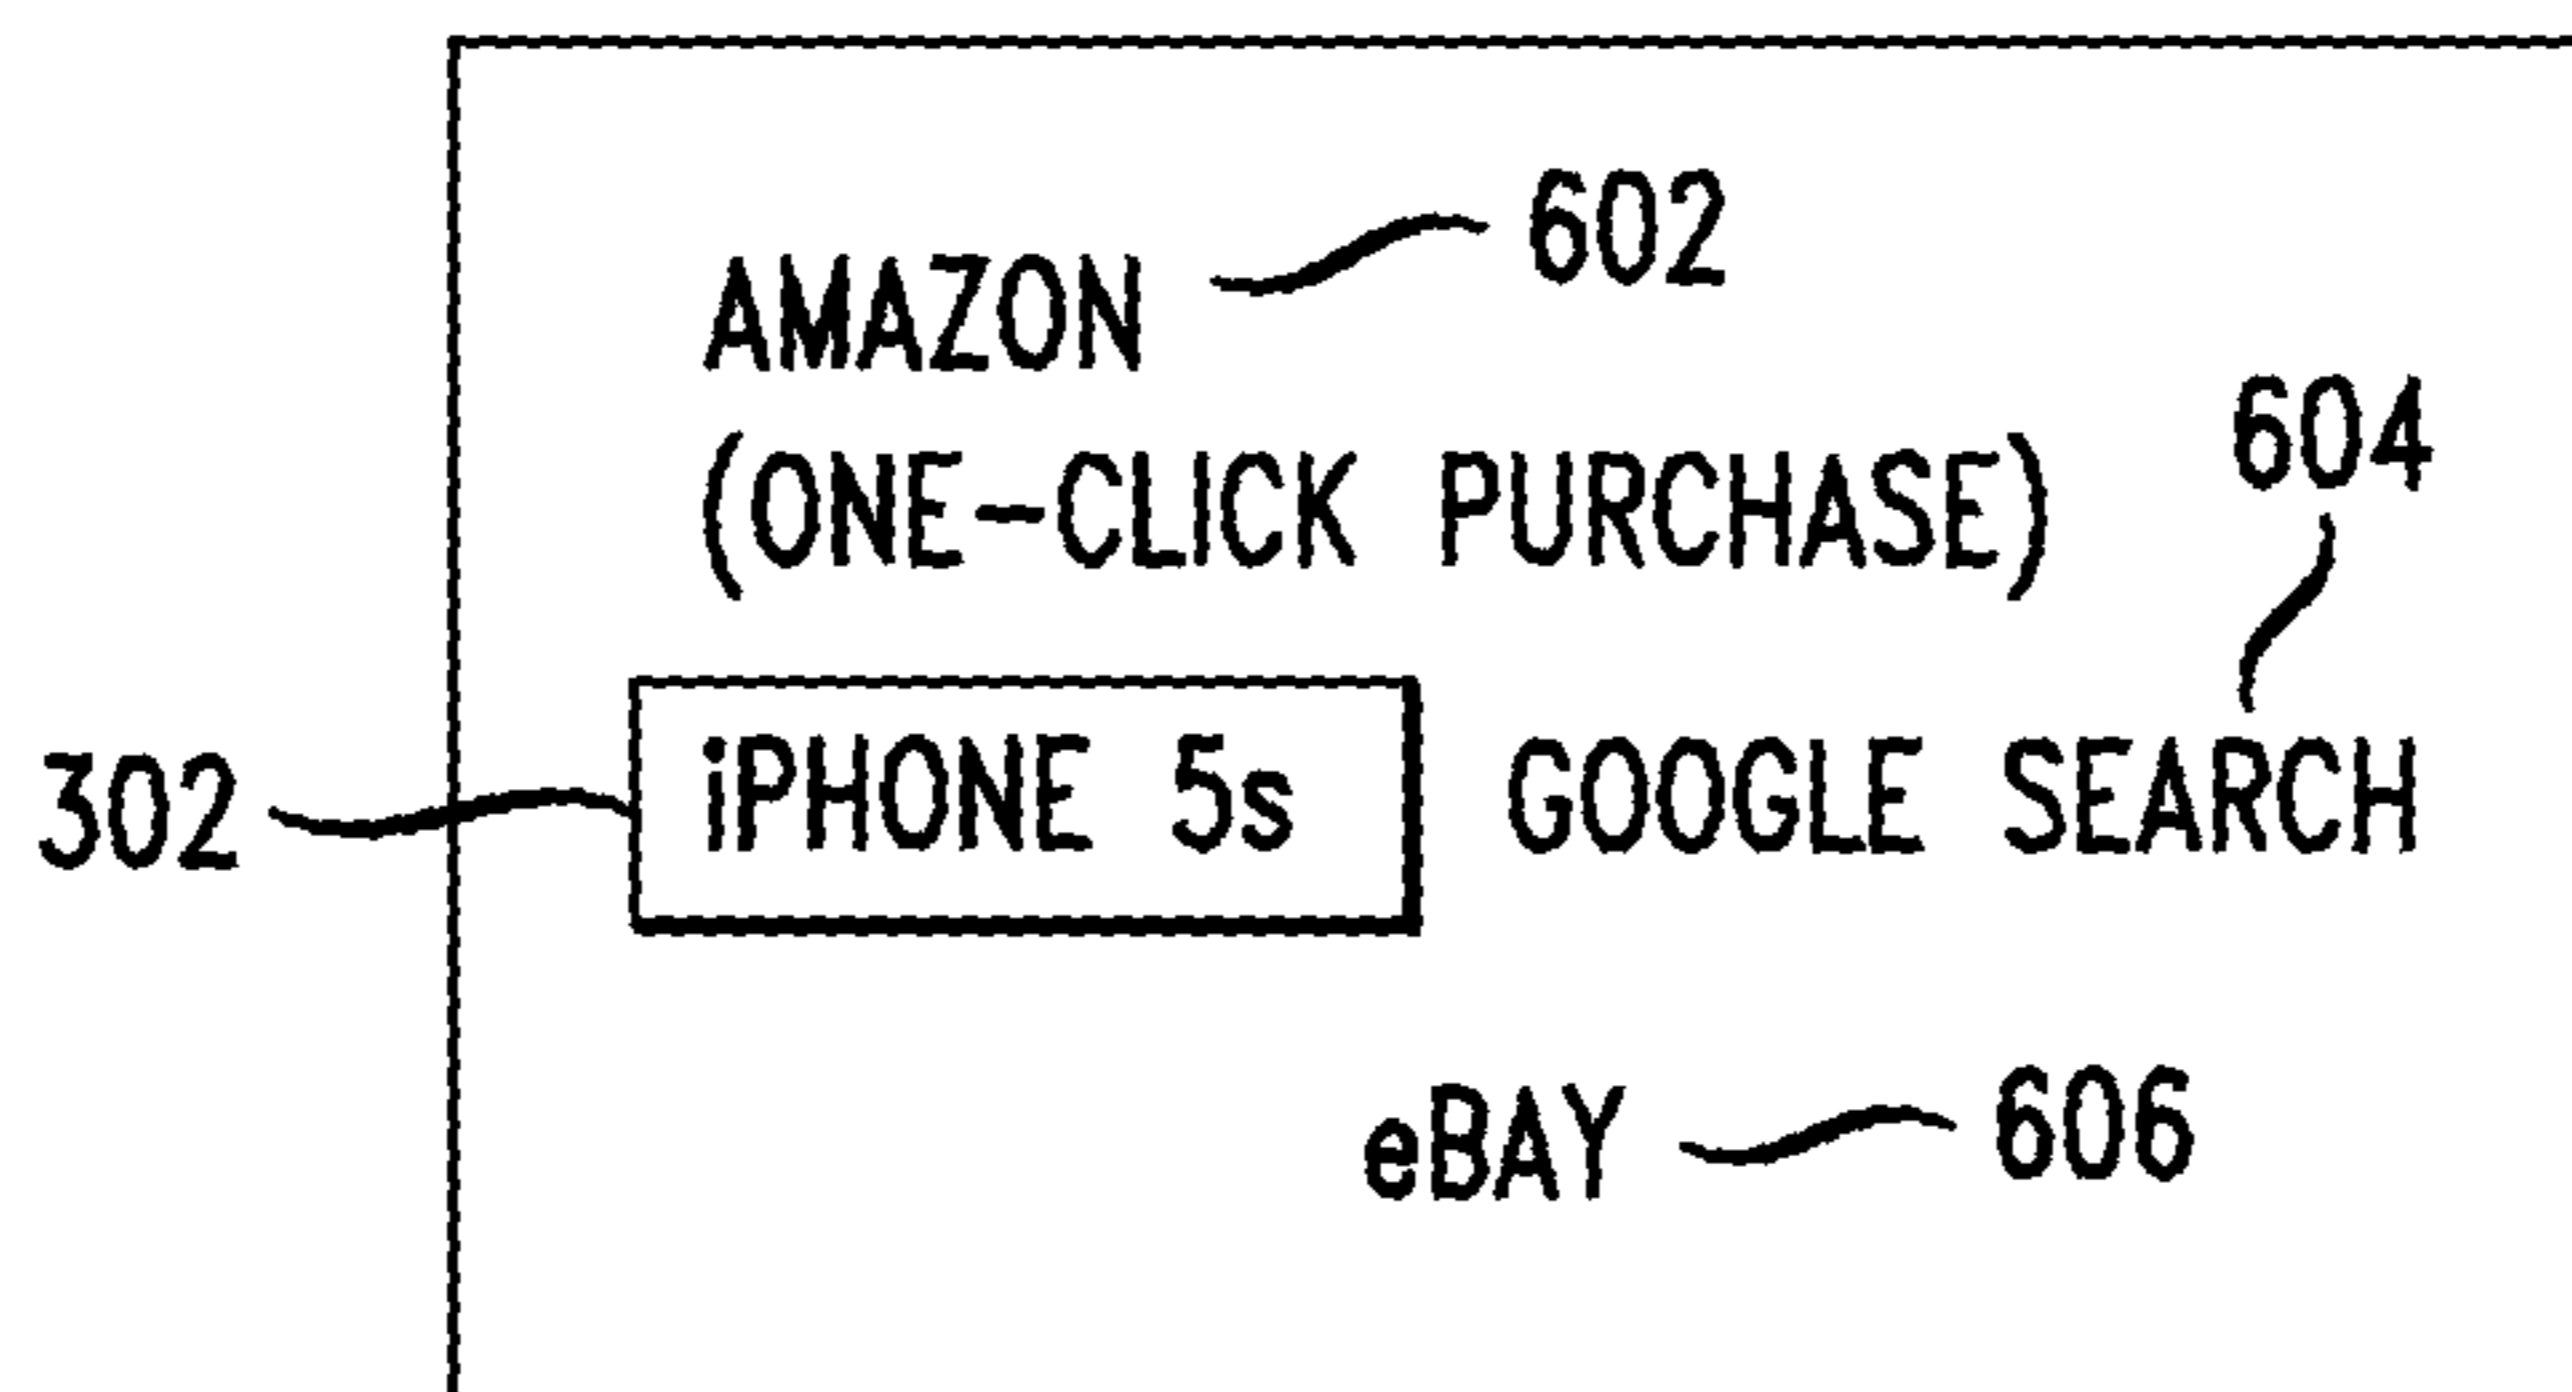 602
AMAZON
(ONE-CLICK PURCHASE)
604
302
iPHONE 5s
GOOGLE SEARCH
eBAY
606